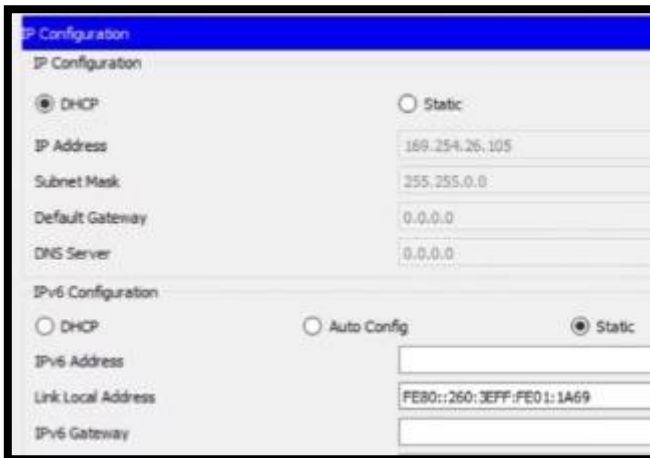 IP Configuration
IP Configuration
DHCP Static
IP Address 169.254.26.105
Subnet Mask 255.255.0.0
Default Gateway 0.0.0.0
DNS Server 0.0.0.0
IPv6 Configuration
DHCP Auto Config Static
IPv6 Address
Link Local Address FE80::260:3EFF:FE01:1A69
IPv6 Gateway